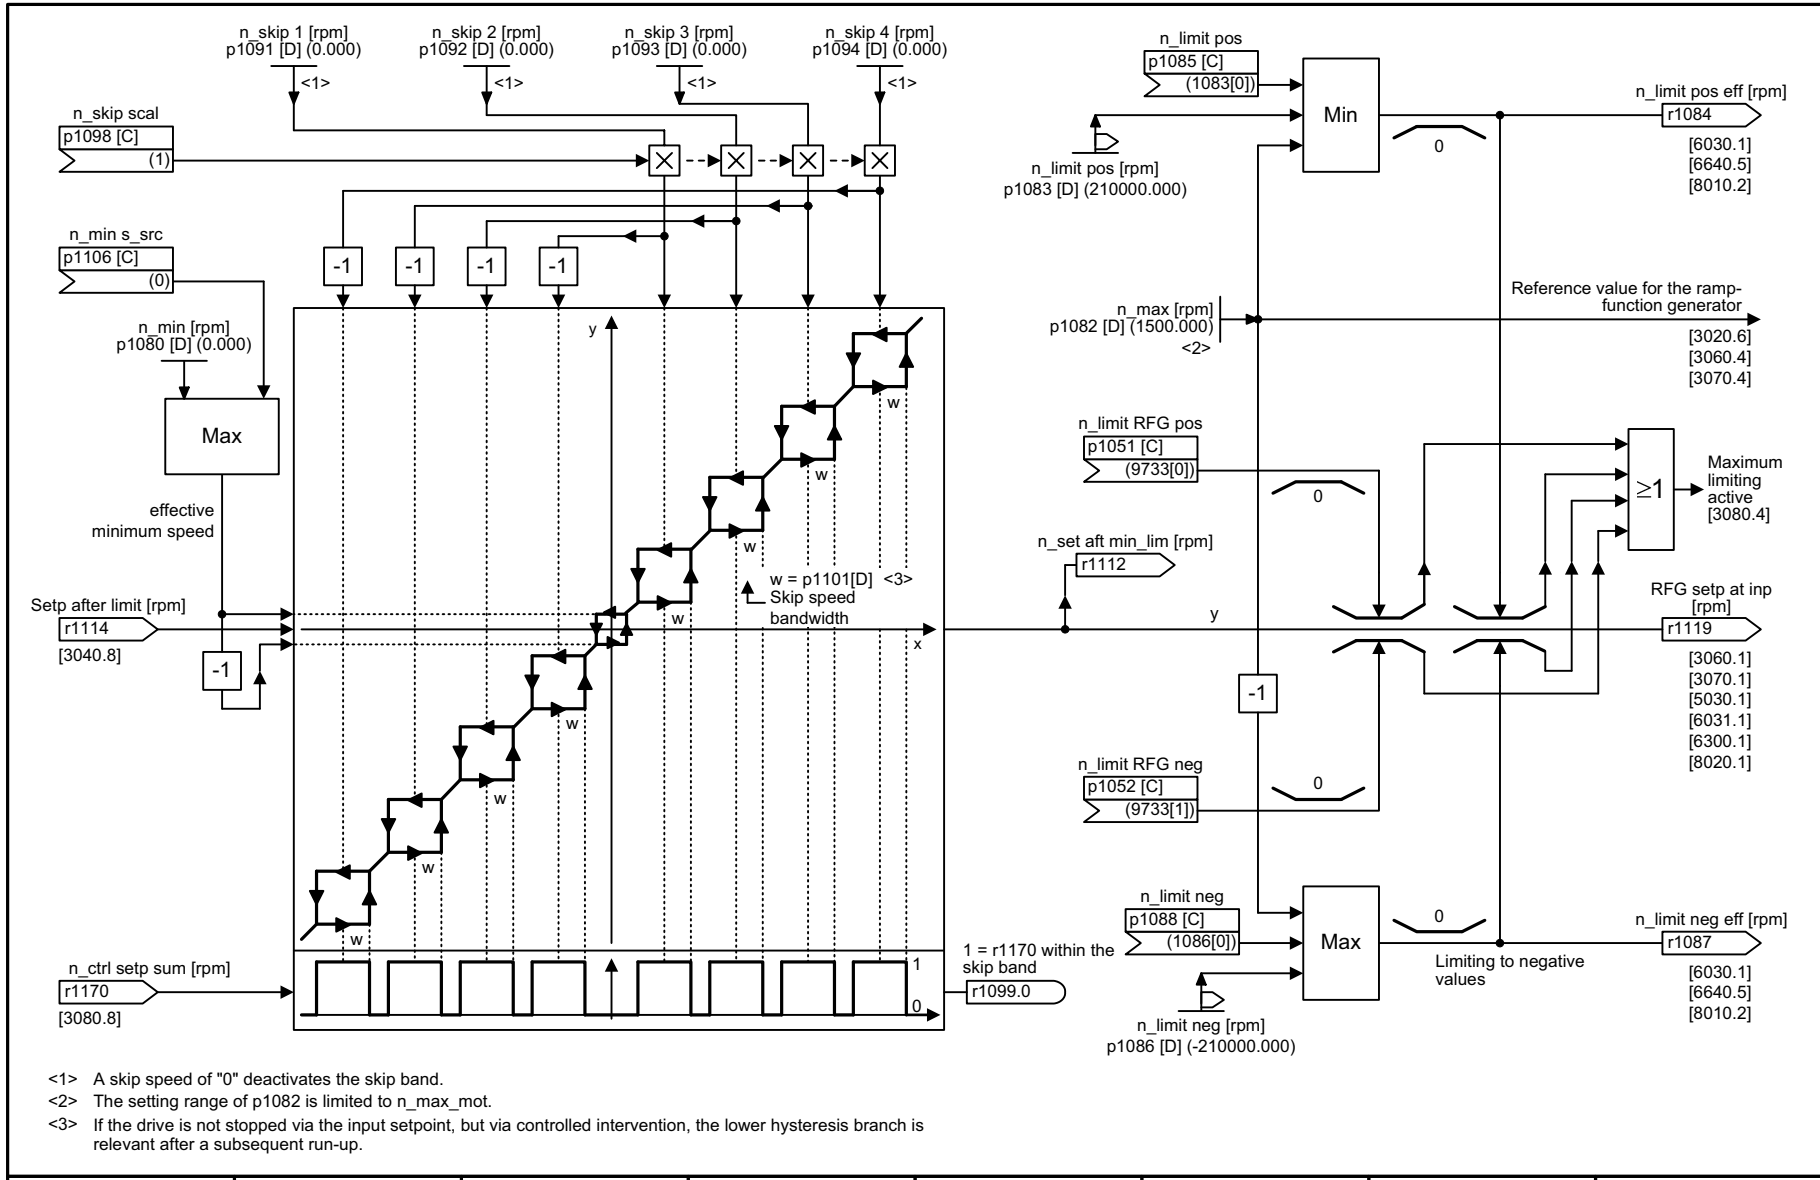 n_skip 1 [rpm]
p1091 [D] (0.000)
<1>
n_skip 2 [rpm]
p1092 [D] (0.000)
<1>
n_skip 3 [rpm]
p1093 [D] (0.000)
<1>
n_skip 4 [rpm]
p1094 [D] (0.000)
<1>
n_skip scal
p1098 [C]
(1)
n_min s_src
p1106 [C]
(0)
-1
-1
-1
-1
n_min [rpm]
p1080 [D] (0.000)
Max
effective
minimum speed
Setp after limit [rpm]
r1114
[3040.8]
-1
y
w
w
w
w
w
w
w
w
w = p1101[D] <3>
Skip speed
bandwidth
x
n_ctrl setp sum [rpm]
r1170
[3080.8]
1
0
1 = r1170 within the
skip band
r1099.0
n_limit pos
p1085 [C]
(1083[0])
n_limit pos [rpm]
p1083 [D] (210000.000)
Min
0
n_limit pos eff [rpm]
r1084
[6030.1]
[6640.5]
[8010.2]
n_max [rpm]
p1082 [D] (1500.000)
<2>
Reference value for the ramp-
function generator
[3020.6]
[3060.4]
[3070.4]
n_limit RFG pos
p1051 [C]
(9733[0])
0
≥1
Maximum
limiting
active
[3080.4]
n_set aft min_lim [rpm]
r1112
y
RFG setp at inp
[rpm]
r1119
[3060.1]
[3070.1]
[5030.1]
[6031.1]
[6300.1]
[8020.1]
-1
n_limit RFG neg
p1052 [C]
(9733[1])
0
n_limit neg
p1088 [C]
(1086[0])
n_limit neg [rpm]
p1086 [D] (-210000.000)
Max
0
Limiting to negative
values
n_limit neg eff [rpm]
r1087
[6030.1]
[6640.5]
[8010.2]
<1> A skip speed of "0" deactivates the skip band.
<2> The setting range of p1082 is limited to n_max_mot.
<3> If the drive is not stopped via the input setpoint, but via controlled intervention, the lower hysteresis branch is
relevant after a subsequent run-up.